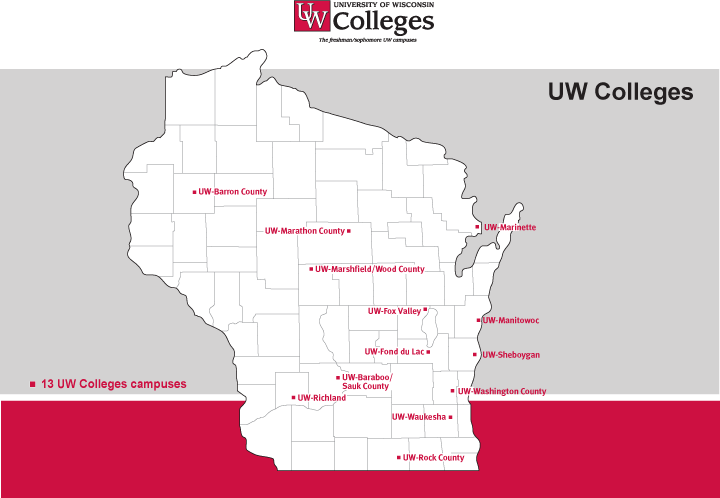 UW
UNIVERSITY OF WISCONSIN
Colleges
The freshman/sophomore UW campuses
UW Colleges
UW-Barron County
UW-Marinette
UW-Marathon County
UW-Marshfield/Wood County
UW-Fox Valley
UW-Manitowoc
UW-Fond du Lac
UW-Sheboygan
UW-Baraboo/
Sauk County
13 UW Colleges campuses
UW-Washington County
UW-Richland
UW-Waukesha
UW-Rock County